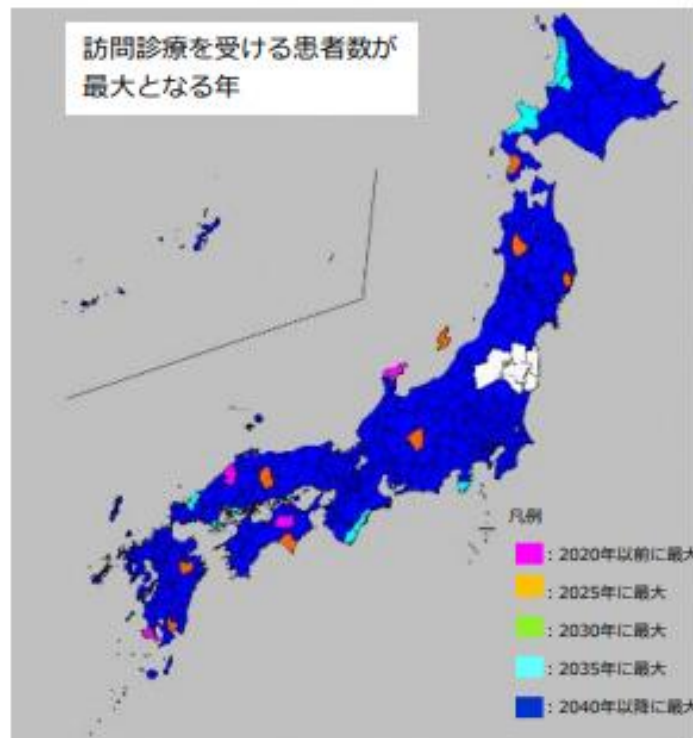 訪問診療を受ける患者数が
最大となる年
凡例
：2020年以前に最大
：2025年に最大
：2030年に最大
：2035年に最大
：2040年以降に最大